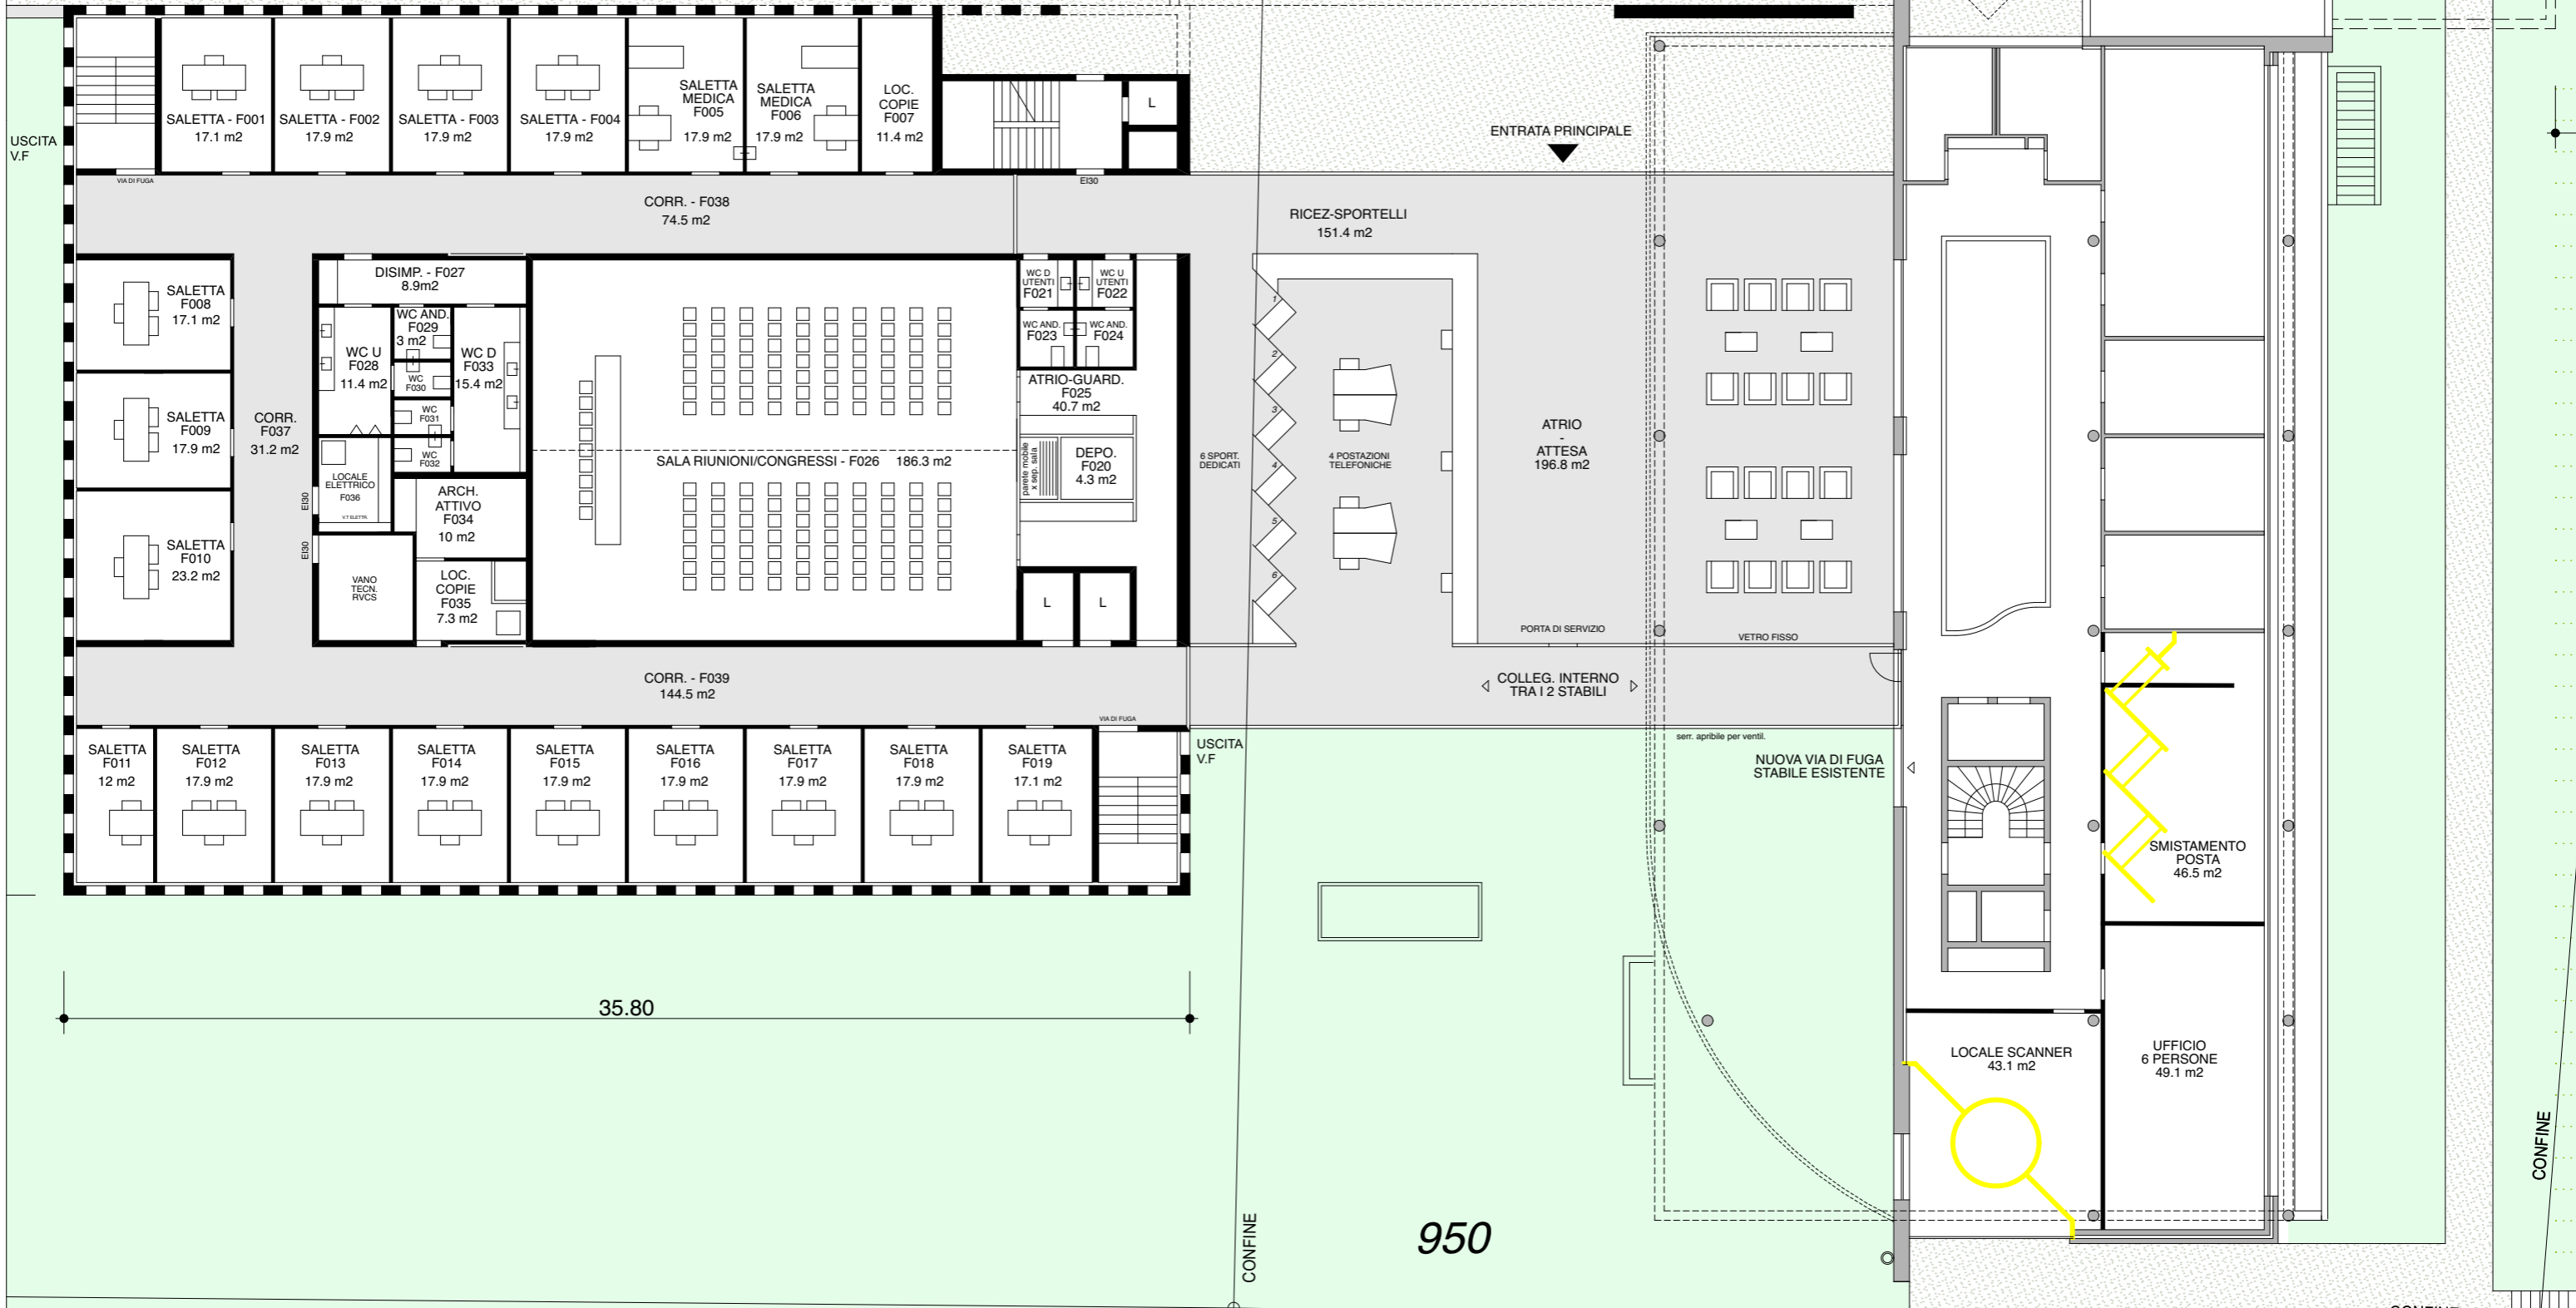 USCITA
V.F
SALETTA - F001
17.1 m2
SALETTA - F002
17.9 m2
SALETTA - F003
17.9 m2
SALETTA - F004
17.9 m2
SALETTA
MEDICA
F005
17.9 m2
SALETTA
MEDICA
F006
17.9 m2
LOC.
COPIE
F007
11.4 m2
L
ENTRATA PRINCIPALE
VIA DI FUGA
EI30
CORR. - F038
74.5 m2
RICEZ-SPORTELLI
151.4 m2
SALETTA
F008
17.1 m2
SALETTA
F009
17.9 m2
SALETTA
F010
23.2 m2
CORR.
F037
31.2 m2
DISIMP. - F027
8.9m2
WC U
F028
11.4 m2
WC AND.
F029
3 m2
WC
F030
WC
F031
WC
F032
WC D
F033
15.4 m2
LOCALE
ELETTRICO
F036
V.T ELETTR.
EI30
EI30
ARCH.
ATTIVO
F034
10 m2
VANO
TECN.
RVCS
LOC.
COPIE
F035
7.3 m2
SALA RIUNIONI/CONGRESSI - F026 186.3 m2
WC D
UTENTI
F021
WC U
UTENTI
F022
WC AND.
F023
WC AND.
F024
ATRIO-GUARD.
F025
40.7 m2
parete mobile
x sep. sala
DEPO.
F020
4.3 m2
L
L
6 SPORT.
DEDICATI
1
2
3
4
5
6
4 POSTAZIONI
TELEFONICHE
ATRIO
-
ATTESA
196.8 m2
PORTA DI SERVIZIO
VETRO FISSO
CORR. - F039
144.5 m2
COLLEG. INTERNO
TRA I 2 STABILI
VIA DI FUGA
USCITA
V.F
serr. apribile per ventil.
NUOVA VIA DI FUGA
STABILE ESISTENTE
SALETTA
F011
12 m2
SALETTA
F012
17.9 m2
SALETTA
F013
17.9 m2
SALETTA
F014
17.9 m2
SALETTA
F015
17.9 m2
SALETTA
F016
17.9 m2
SALETTA
F017
17.9 m2
SALETTA
F018
17.9 m2
SALETTA
F019
17.1 m2
SMISTAMENTO
POSTA
46.5 m2
35.80
LOCALE SCANNER
43.1 m2
UFFICIO
6 PERSONE
49.1 m2
950
CONFINE
CONFINE